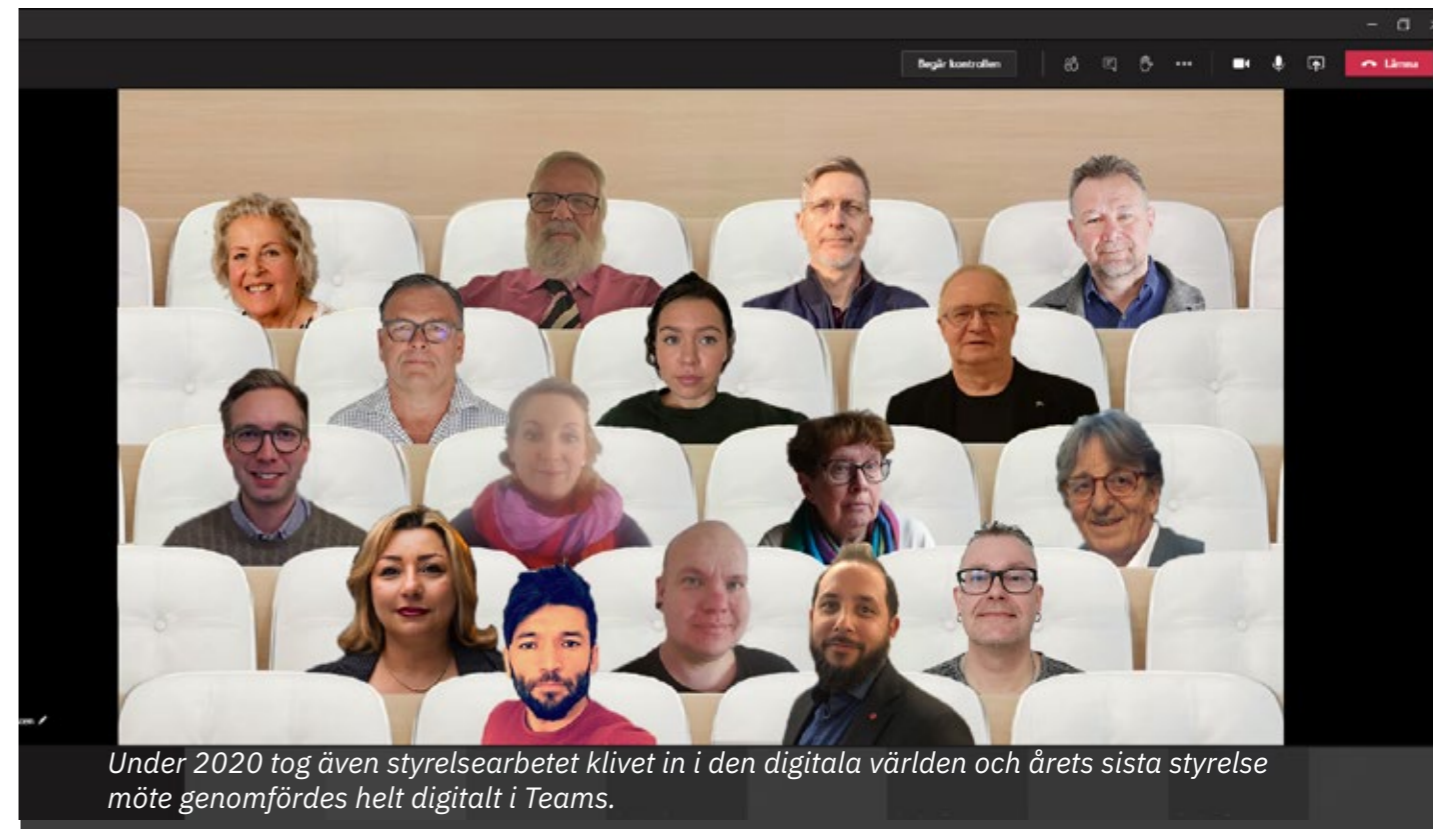 Begär kontrollen
Lämna
Under 2020 tog även styrelsearbetet klivet in i den digitala världen och årets sista styrelse
möte genomfördes helt digitalt i Teams.